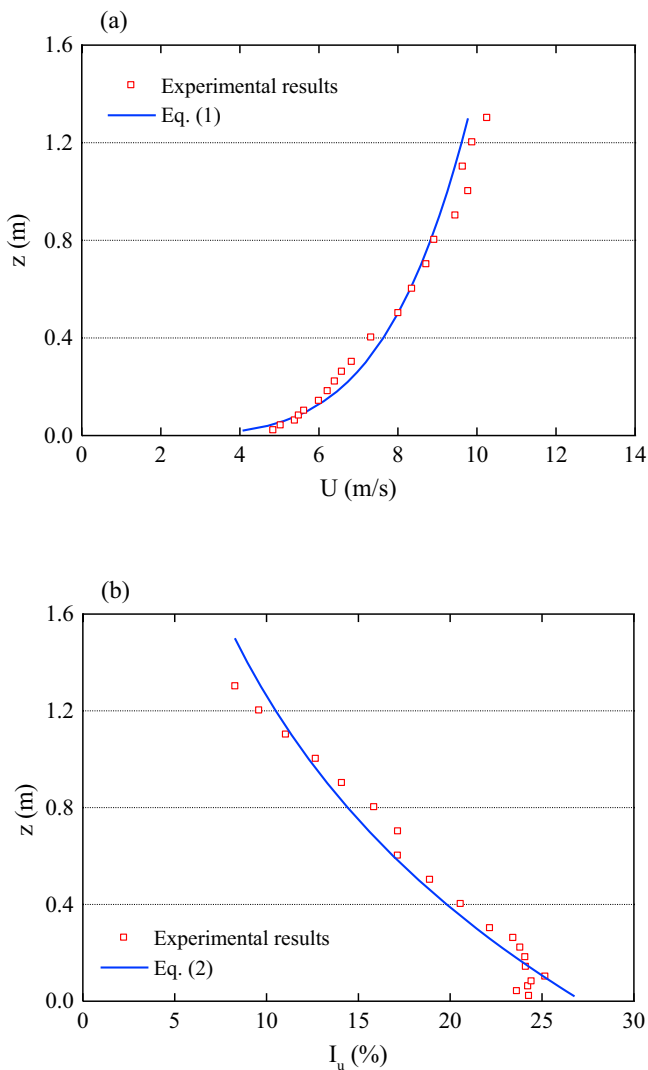 (a)
1.6
Experimental results
Eq. (1)
1.2
z (m)
0.8
0.4
0.0
0 2 4 6 8 10 12 14
U (m/s)
(b)
1.6
1.2
z (m)
0.8
0.4
Experimental results
Eq. (2)
0.0
0 5 10 15 20 25 30
I_u (%)